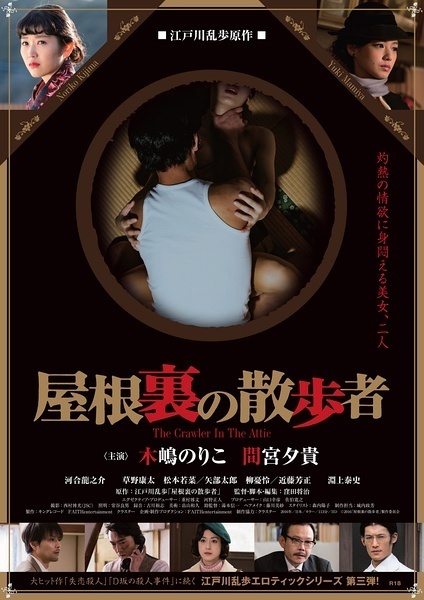 ■ 江戸川乱歩原作 ■
Noriko Kijima
Yuki Mamiya
灼熱の情欲に身悶える美女、二人
屋根裏の散歩者
The Crawler In The Attic
〈主演〉 木嶋のりこ 間宮夕貴
河合龍之介 草野康太 松本若菜 矢部太郎 柳憂怜／近藤芳正 淵上泰史
原作：江戸川乱歩『屋根裏の散歩者』 監督・脚本・編集：窪田将治
大ヒット作『失恋殺人』『D坂の殺人事件』に続く 江戸川乱歩エロティックシリーズ 第三弾！
R18